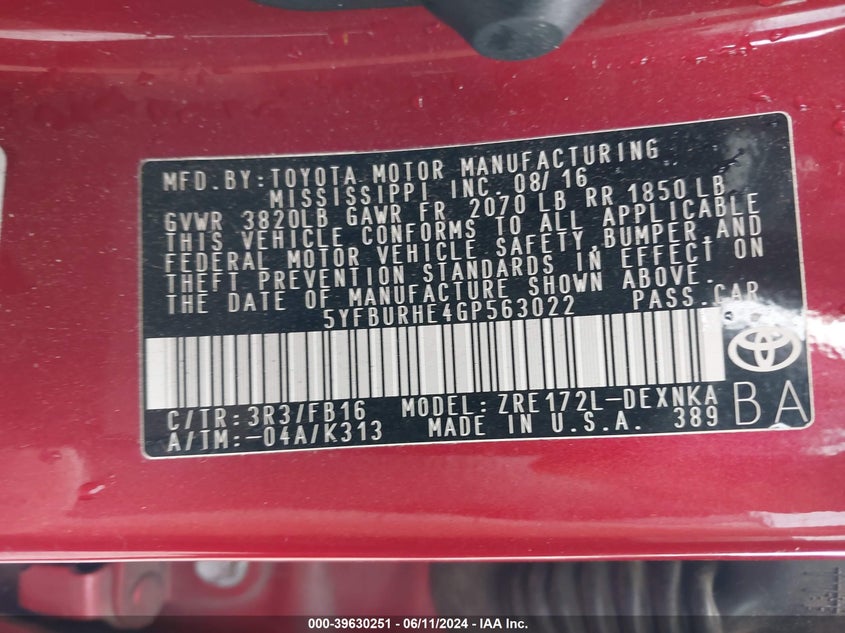 MFD. BY: TOYOTA MOTOR MANUFACTURING
MISSISSIPPI INC. 08/16
GVWR 3820LB GAWR FR 2070 LB RR 1850 LB
THIS VEHICLE CONFORMS TO ALL APPLICABLE
FEDERAL MOTOR VEHICLE SAFETY, BUMPER, AND
THEFT PREVENTION STANDARDS IN EFFECT ON
THE DATE OF MANUFACTURE SHOWN ABOVE.
5YFBURHE4GP563022 PASS. CAR
C/TR: 3R3/FB16 MODEL: ZRE172L-DEXNKA
A/TM: -04A/K313 MADE IN U.S.A. 389
BA
000-39630251 - 06/11/2024 - IAA Inc.